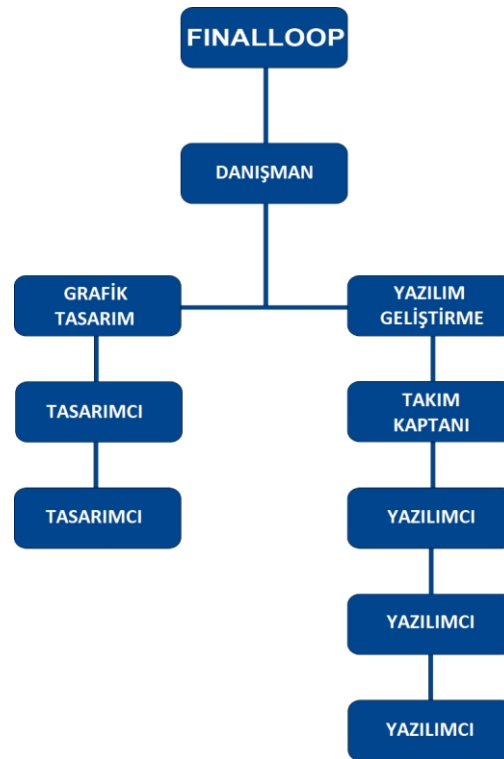 FINALLOOP
DANIŞMAN
GRAFİK
TASARIM
TASARIMCI
TASARIMCI
YAZILIM
GELİŞTİRME
TAKIM
KAPTANI
YAZILIMCI
YAZILIMCI
YAZILIMCI